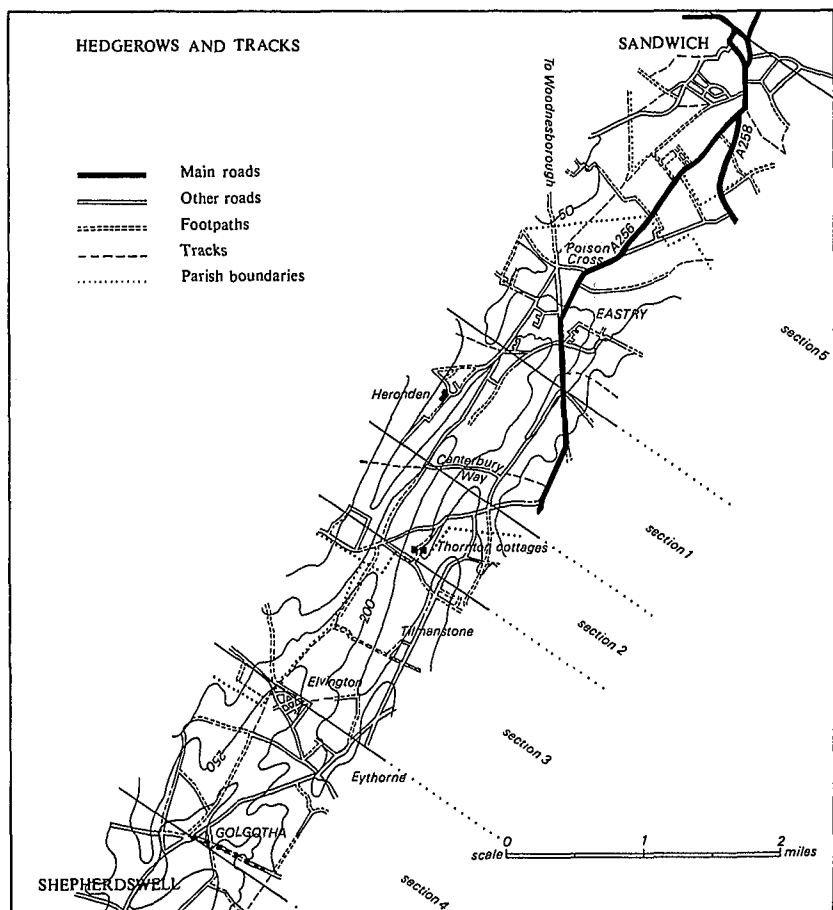 HEDGEROWS AND TRACKS
SANDWICH
To Woodnesborough
Main roads
Other roads
Footpaths
Tracks
Parish boundaries
A258
50
A256
Poison
Cross
EASTRY
section 5
Heronden
Canterbury
Way
section 1
Thornton cottages
200
section 2
Tilmanstone
Elvington
section 3
250
Eythorne
GOLGOTHA
0 1 2
scale miles
SHEPHERDSWELL
section 4